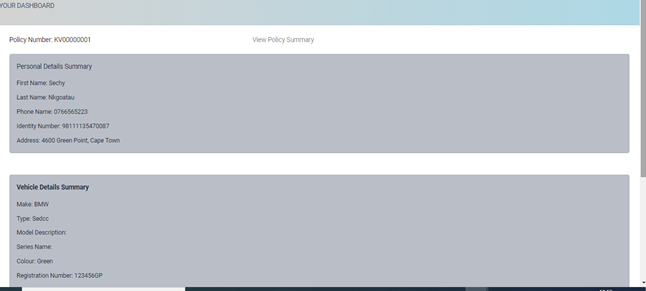 YOUR DASHBOARD
Policy Number: KV00000001
View Policy Summary
Personal Details Summary
First Name: Sechy
Last Name: Nkgoatau
Phone Name: 0766565223
Identity Number: 98111135470087
Address: 4600 Green Point, Cape Town
Vehicle Details Summary
Make: BMW
Type: Sedcc
Model Description:
Series Name:
Colour: Green
Registration Number: 123456GP